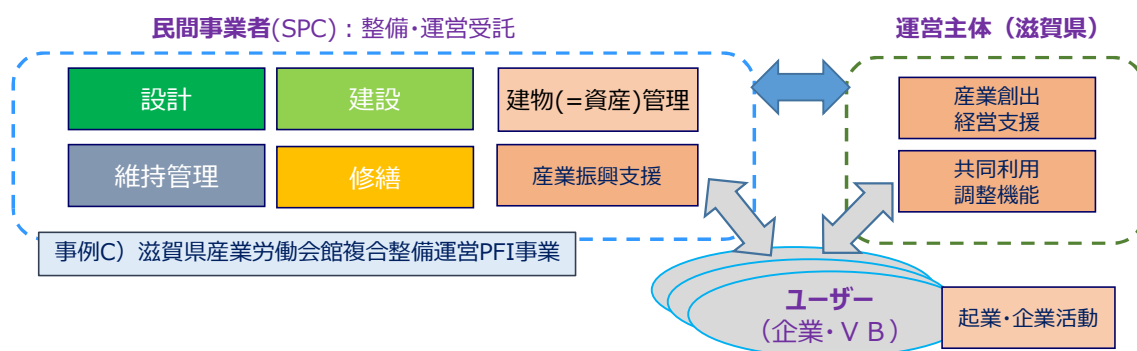 民間事業者(SPC)：整備･運営受託
運営主体（滋賀県）
設計
建設
建物(=資産)管理
維持管理
修繕
産業振興支援
産業創出
経営支援
共同利用
調整機能
事例C）滋賀県産業労働会館複合整備運営PFI事業
ユーザー
（企業･ＶＢ）
起業･企業活動